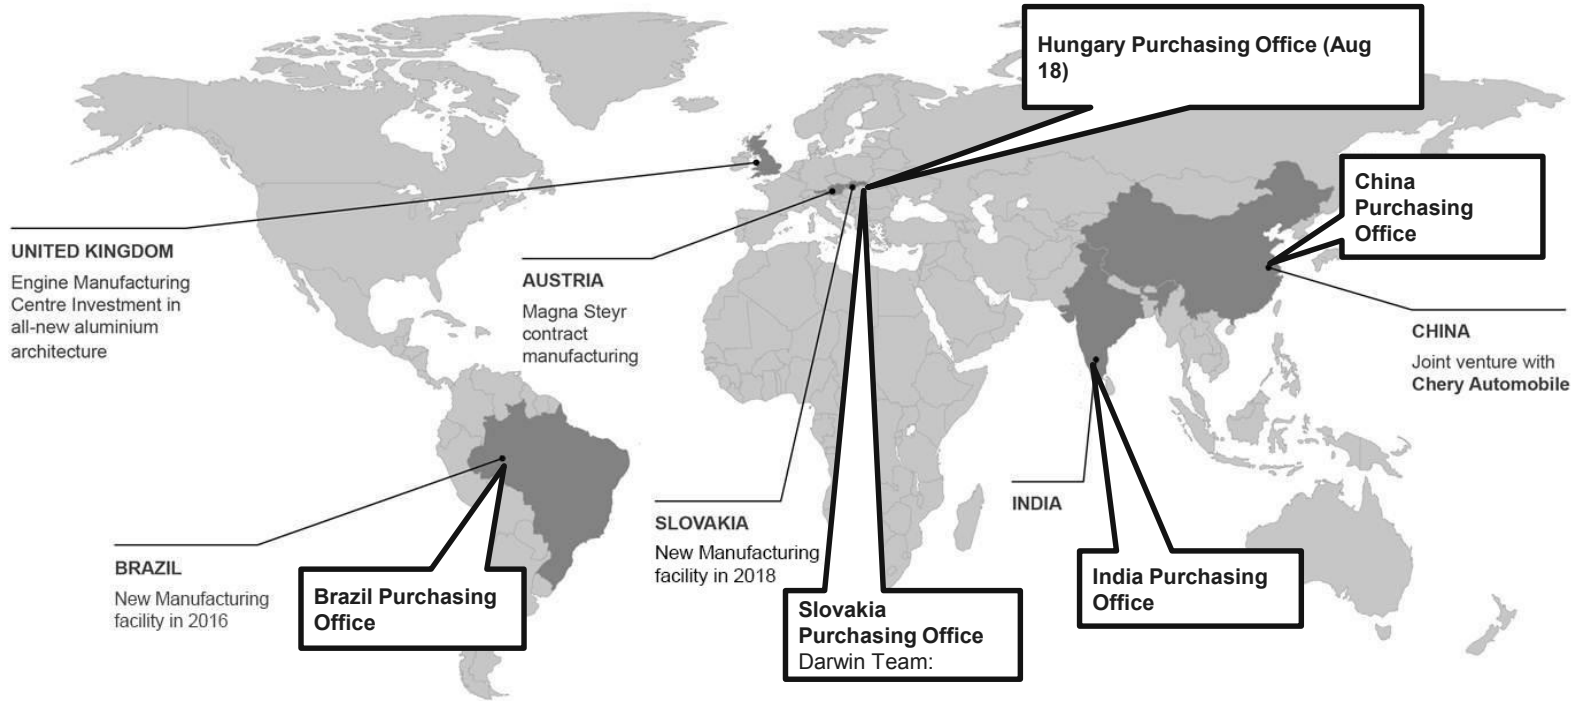 Hungary Purchasing Office (Aug
18)
China
Purchasing
Office
UNITED KINGDOM
Engine Manufacturing
Centre Investment in
all-new aluminium
architecture
AUSTRIA
Magna Steyr
contract
manufacturing
CHINA
Joint venture with
Chery Automobile
INDIA
SLOVAKIA
New Manufacturing
facility in 2018
BRAZIL
New Manufacturing
facility in 2016
Brazil Purchasing
Office
Slovakia
Purchasing Office
Darwin Team:
India Purchasing
Office